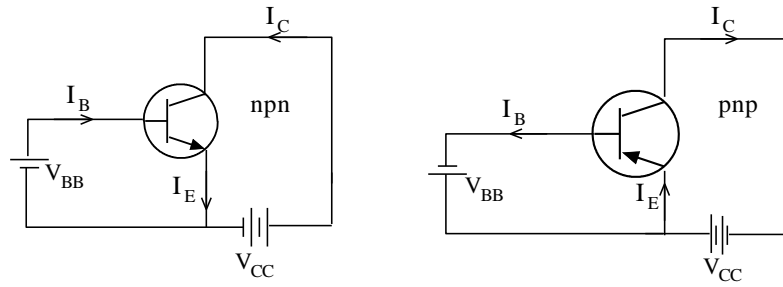 I_C
npn
I_B
V_BB
I_E
V_CC
I_C
pnp
I_B
V_BB
I_E
V_CC